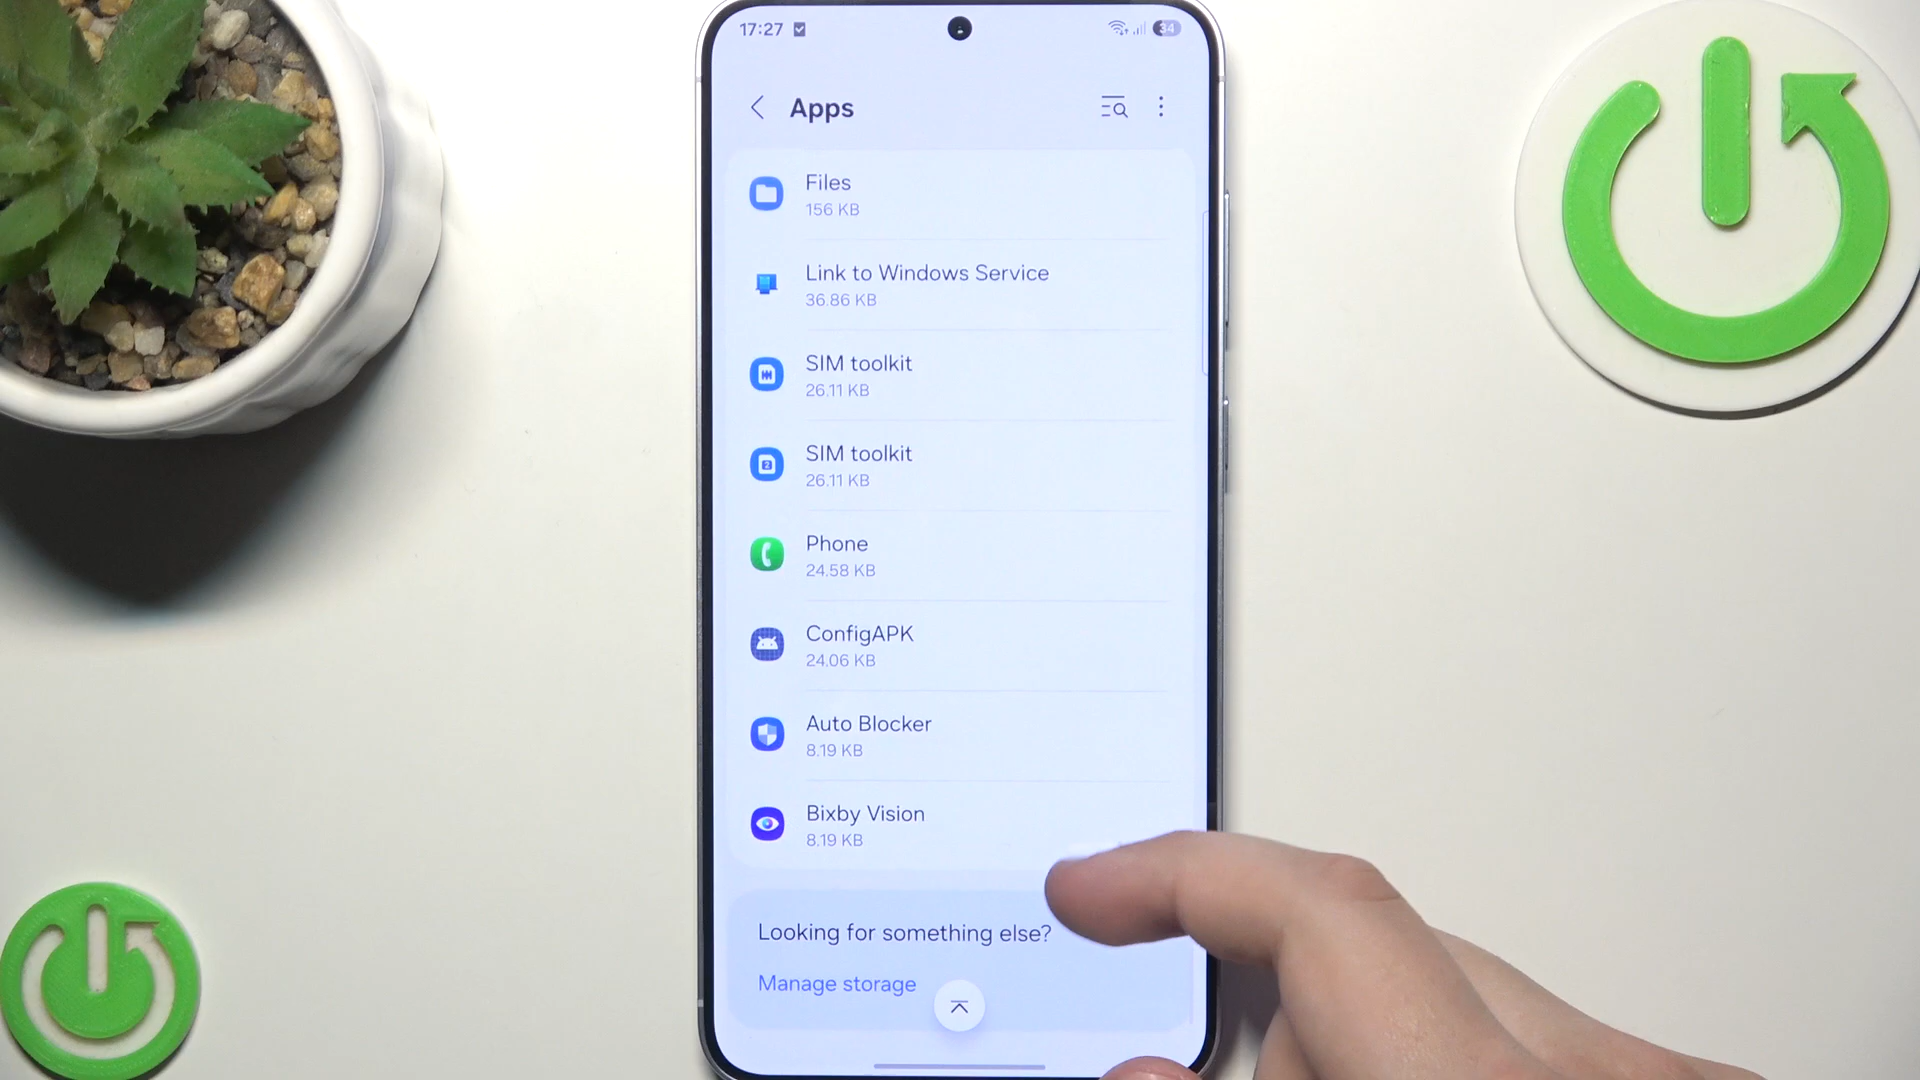 17:27
34
Apps
Files
156 KB
Link to Windows Service
36.86 KB
SIM toolkit
26.11 KB
SIM toolkit
26.11 KB
2
Phone
24.58 KB
ConfigAPK
24.06 KB
Auto Blocker
8.19 KB
Bixby Vision
8.19 KB
Looking for something else?
Manage storage